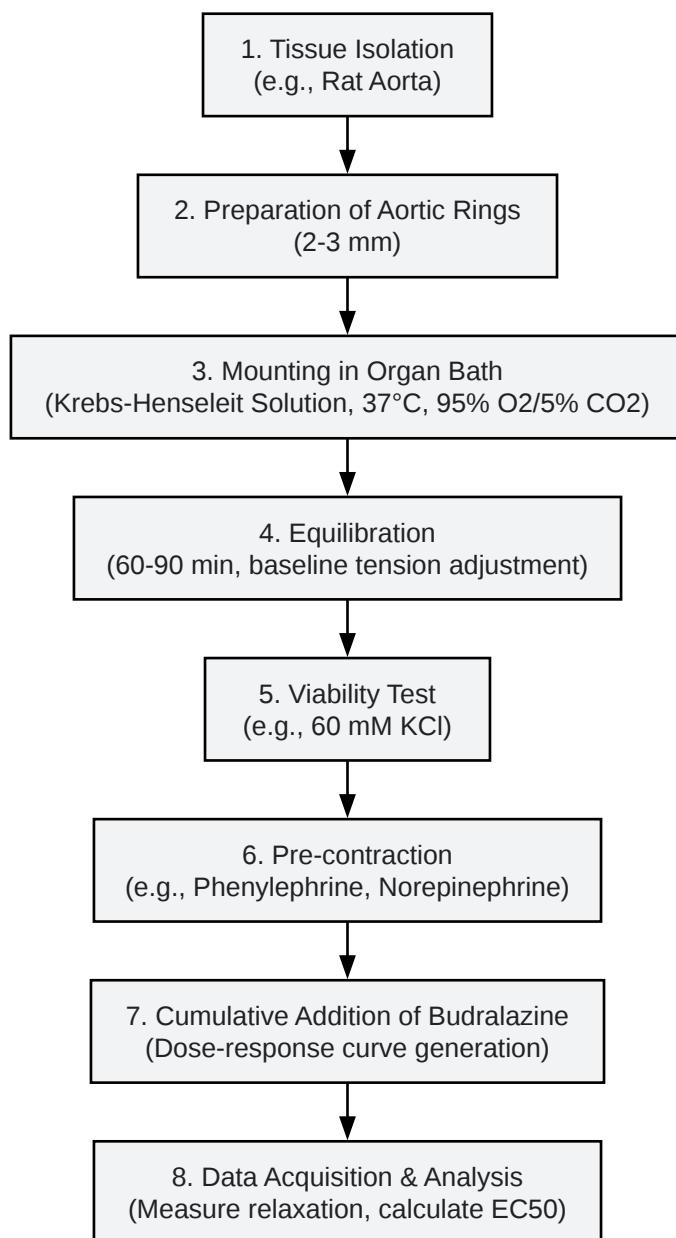 1. Tissue Isolation
(e.g., Rat Aorta)
2. Preparation of Aortic Rings
(2-3 mm)
3. Mounting in Organ Bath
(Krebs-Henseleit Solution, 37°C, 95% O2/5% CO2)
4. Equilibration
(60-90 min, baseline tension adjustment)
5. Viability Test
(e.g., 60 mM KCl)
6. Pre-contraction
(e.g., Phenylephrine, Norepinephrine)
7. Cumulative Addition of Budralazine
(Dose-response curve generation)
8. Data Acquisition & Analysis
(Measure relaxation, calculate EC50)